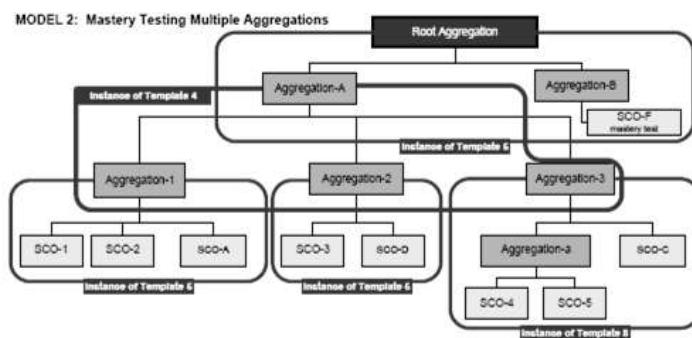 MODEL 2: Mastery Testing Multiple Aggregations
Root Aggregation
Instance of Template 4
Aggregation-A
Aggregation-B
SCO-F
mastery test
Instance of Template 6
Aggregation-1
Aggregation-2
Aggregation-3
SCO-1
SCO-2
SCO-A
SCO-3
SCO-D
Aggregation-a
SCO-C
Instance of Template 6
Instance of Template 6
SCO-4
SCO-5
Instance of Template 8